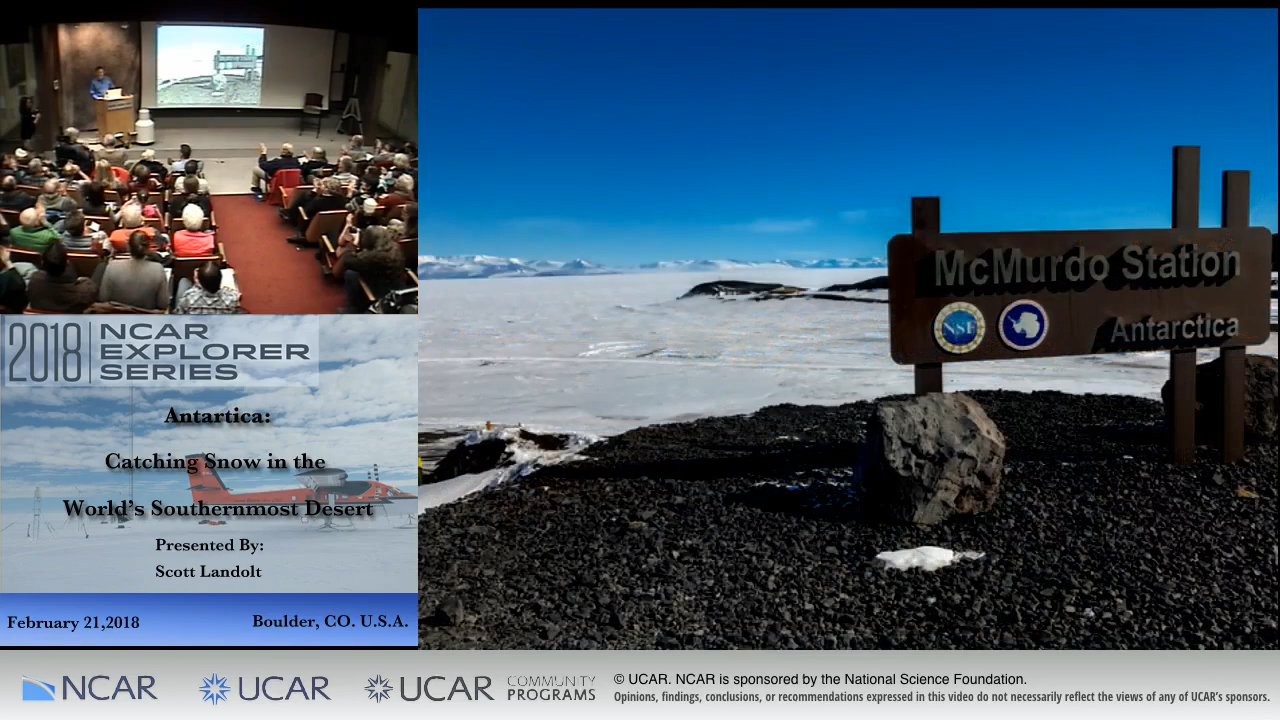 McMurdo Station
NSF
Antarctica
2018
NCAR
EXPLORER
SERIES
Antartica:
Catching Snow in the
World's Southernmost Desert
Presented By:
Scott Landolt
February 21,2018
Boulder, CO. U.S.A.
NCAR
UCAR
UCAR
COMMUNITY
PROGRAMS
© UCAR. NCAR is sponsored by the National Science Foundation.
Opinions, findings, conclusions, or recommendations expressed in this video do not necessarily reflect the views of any of UCAR's sponsors.